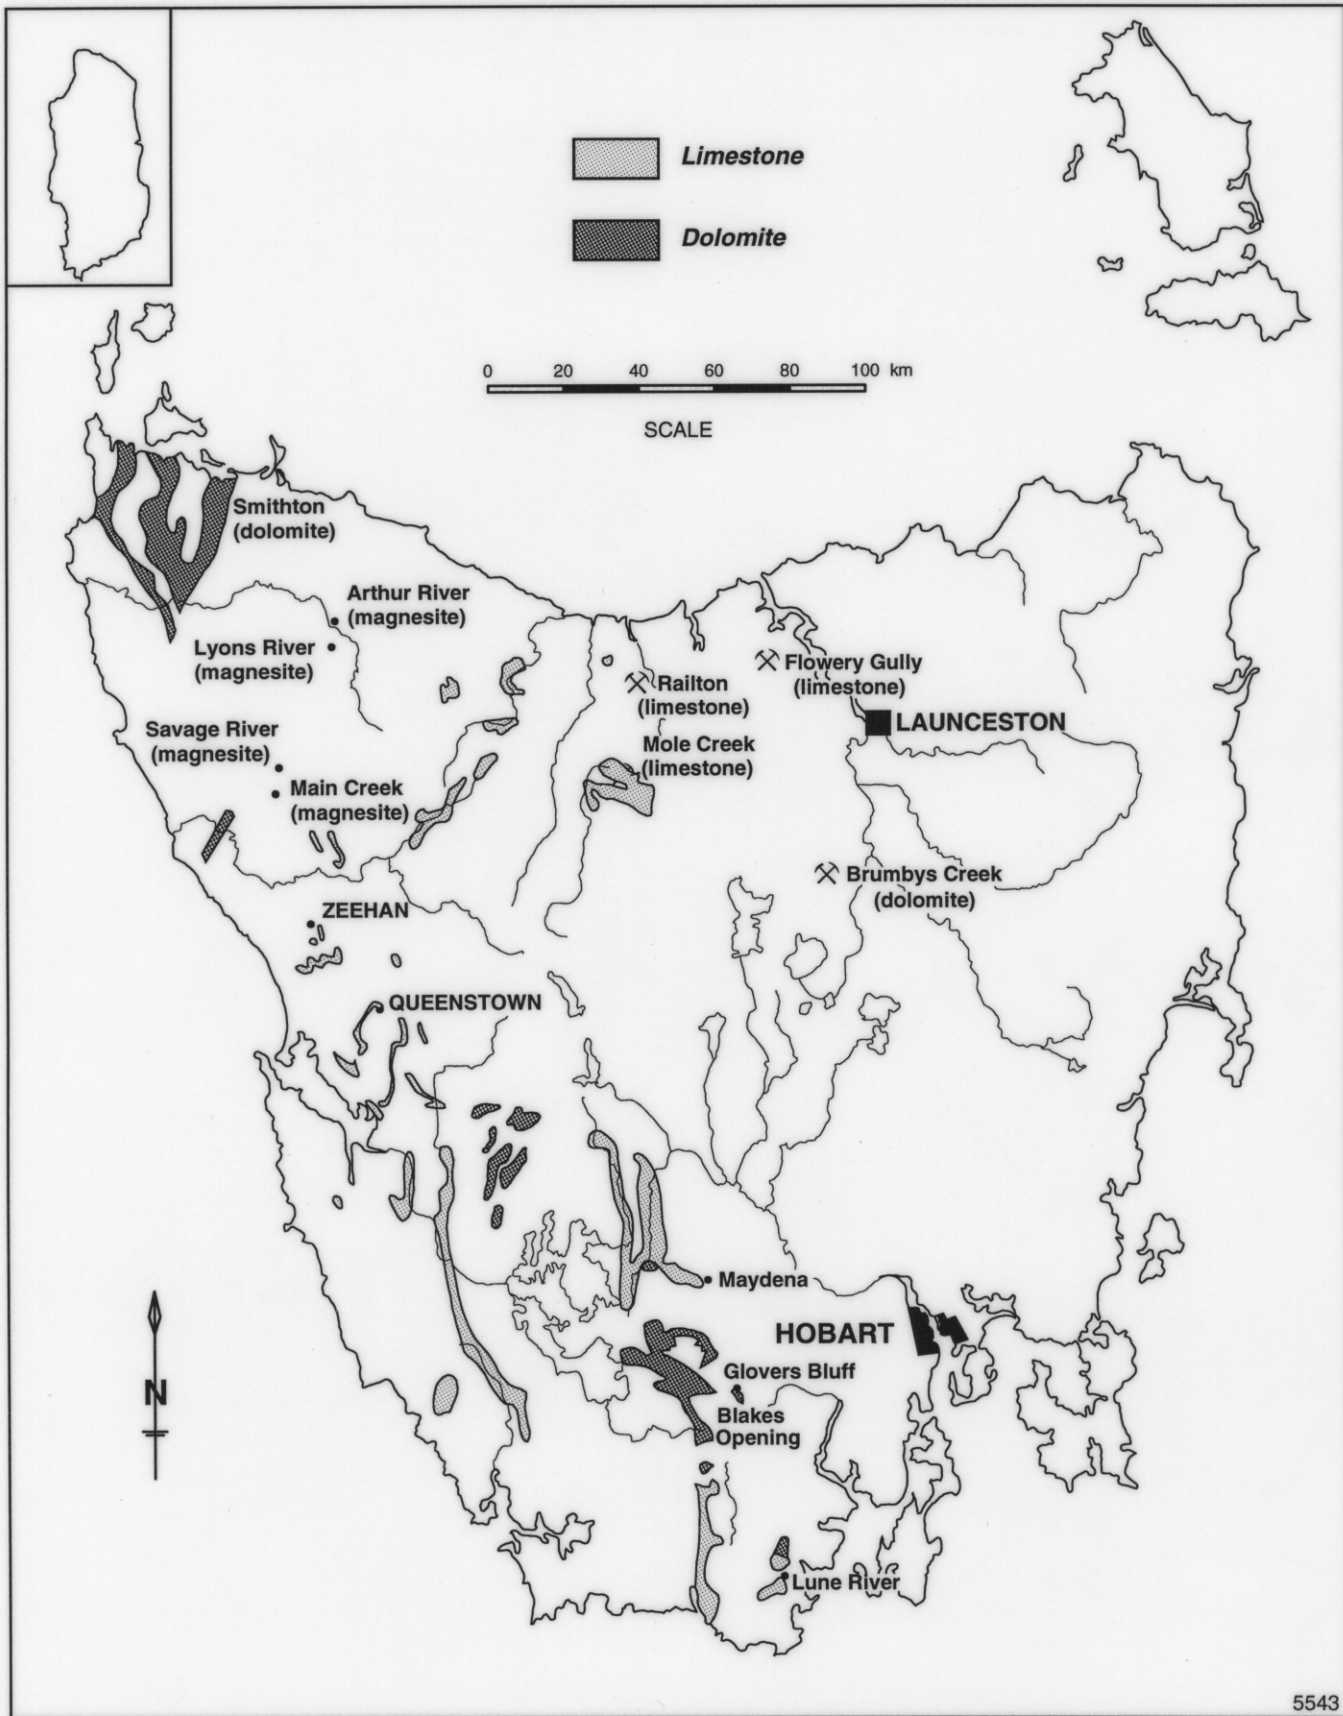 Limestone
Dolomite
0 20 40 60 80 100 km
SCALE
Smithton
(dolomite)
Arthur River
(magnesite)
Lyons River
(magnesite)
Flowery Gully
(limestone)
Railton
(limestone)
LAUNCESTON
Savage River
(magnesite)
Mole Creek
(limestone)
Main Creek
(magnesite)
Brumbys Creek
(dolomite)
ZEEHAN
QUEENSTOWN
Maydena
HOBART
Glovers Bluff
N
Blakes
Opening
Lune River
5543